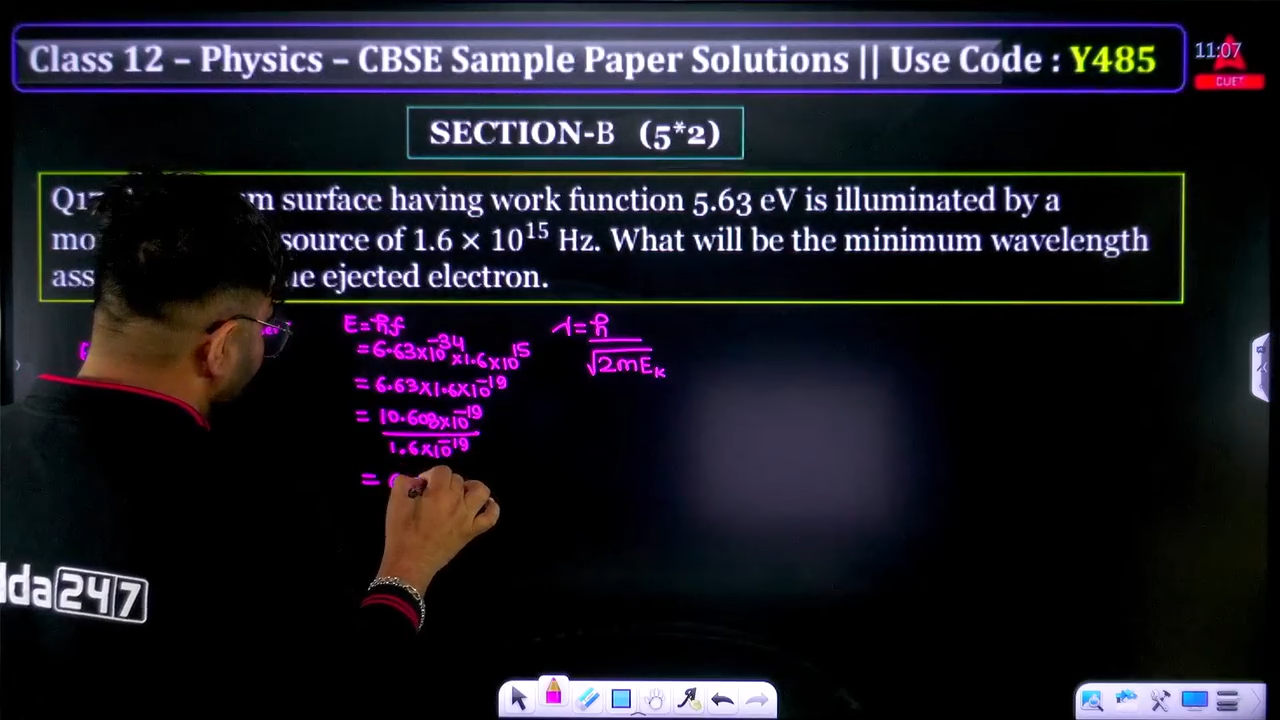 Class 12 – Physics – CBSE Sample Paper Solutions || Use Code : Y485
11:07
CUET
SECTION-B (5*2)
Q17 surface having work function 5.63 eV is illuminated by a
source of 1.6 × 10¹⁵ Hz. What will be the minimum wavelength
ejected electron.
E=hf
=6.63×10⁻³⁴×1.6×10¹⁵
=6.63×1.6×10⁻¹⁹
= 10.608×10⁻¹⁹
1.6×10⁻¹⁹
=
λ=h
√2mEₖ
247